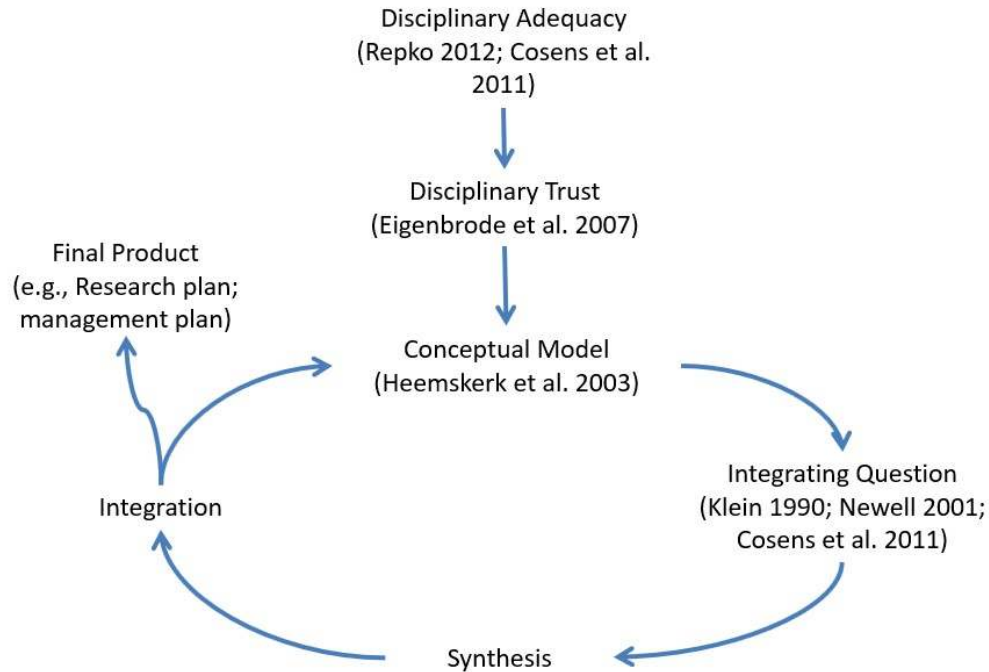 Disciplinary Adequacy
(Repko 2012; Cosens et al.
2011)
Disciplinary Trust
(Eigenbrode et al. 2007)
Final Product
(e.g., Research plan;
management plan)
Conceptual Model
(Heemskerk et al. 2003)
Integrating Question
(Klein 1990; Newell 2001;
Cosens et al. 2011)
Integration
Synthesis